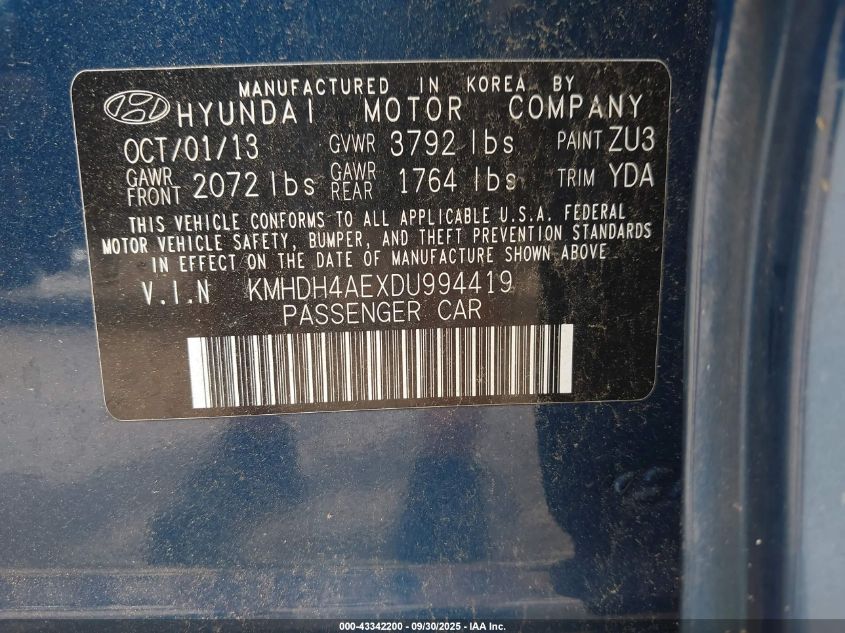 MANUFACTURED IN KOREA BY
HYUNDAI MOTOR COMPANY
OCT/01/13 GVWR 3792 lbs PAINT ZU3
GAWR FRONT 2072 lbs GAWR REAR 1764 lbs TRIM YDA
THIS VEHICLE CONFORMS TO ALL APPLICABLE U.S.A. FEDERAL
MOTOR VEHICLE SAFETY, BUMPER, AND THEFT PREVENTION STANDARDS
IN EFFECT ON THE DATE OF MANUFACTURE SHOWN ABOVE
V.I.N KMHDH4AEXDU994419
PASSENGER CAR
000-43342200 - 09/30/2025 - IAA Inc.